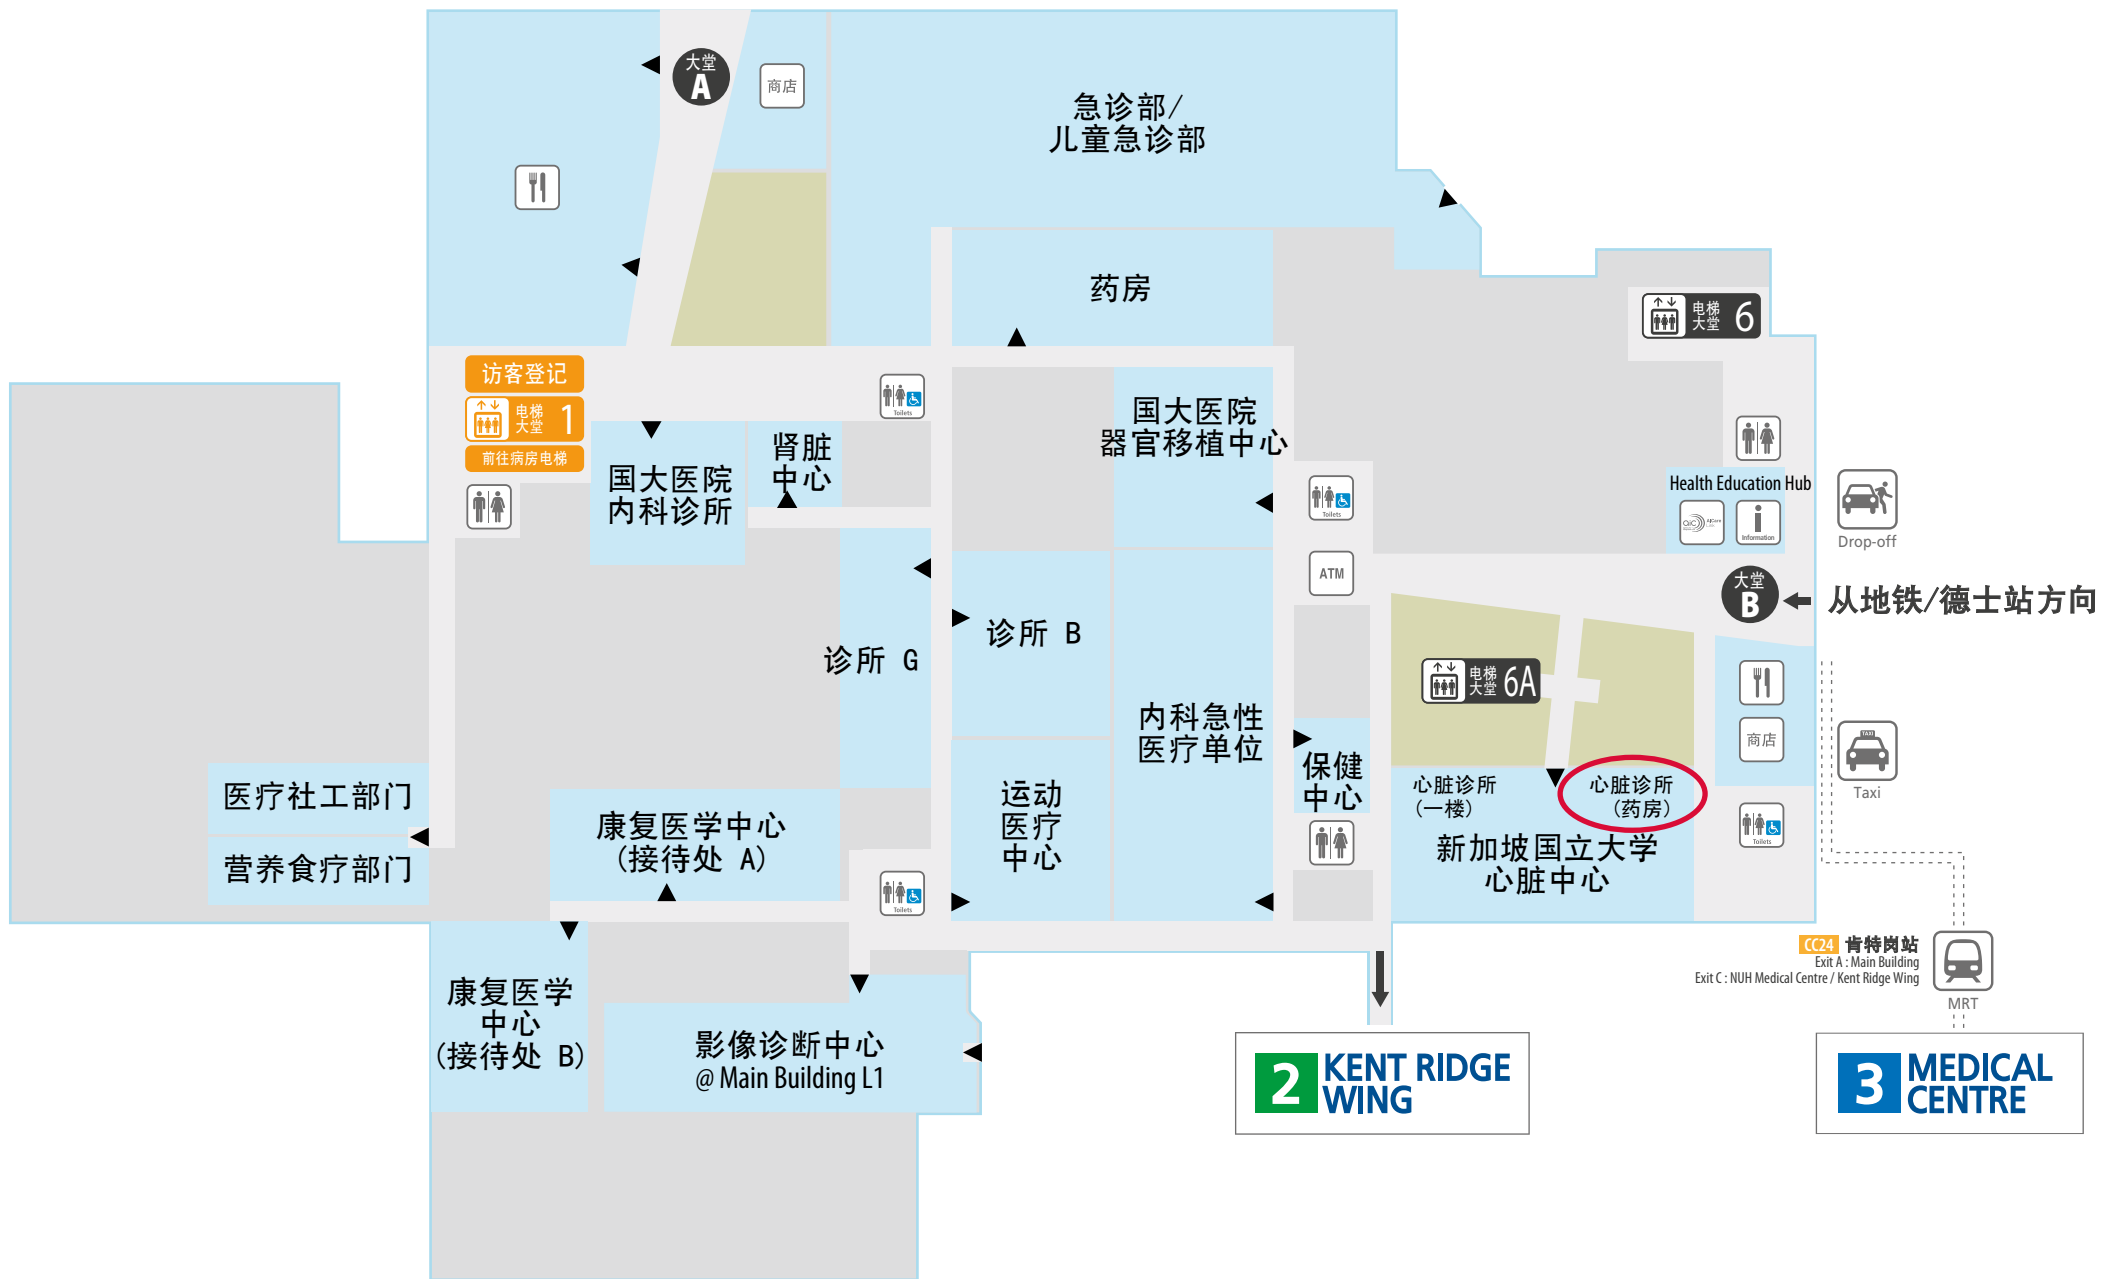 大堂
A
商店
急诊部/
儿童急诊部
药房
电梯
大堂 6
访客登记
电梯
大堂 1
前往病房电梯
Toilets
国大医院
内科诊所
肾脏
中心
国大医院
器官移植中心
Toilets
ATM
Health Education Hub
Information
Drop-off
大堂
B
从地铁/德士站方向
诊所 G
诊所 B
内科急性
医疗单位
电梯
大堂 6A
商店
Taxi
保健
中心
心脏诊所
(一楼)
心脏诊所
(药房)
新加坡国立大学
心脏中心
Toilets
医疗社工部门
营养食疗部门
康复医学中心
(接待处 A)
运动
医疗
中心
Toilets
康复医学
中心
(接待处 B)
影像诊断中心
@ Main Building L1
CC24 肯特岗站
Exit A : Main Building
Exit C : NUH Medical Centre / Kent Ridge Wing
MRT
2 KENT RIDGE
WING
3 MEDICAL
CENTRE